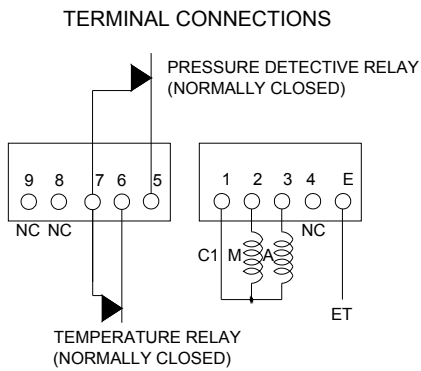 TERMINAL CONNECTIONS
PRESSURE DETECTIVE RELAY
(NORMALLY CLOSED)
9 8 7 6 5
NC NC
1 2 3 4 E
NC
C1 M A
ET
TEMPERATURE RELAY
(NORMALLY CLOSED)